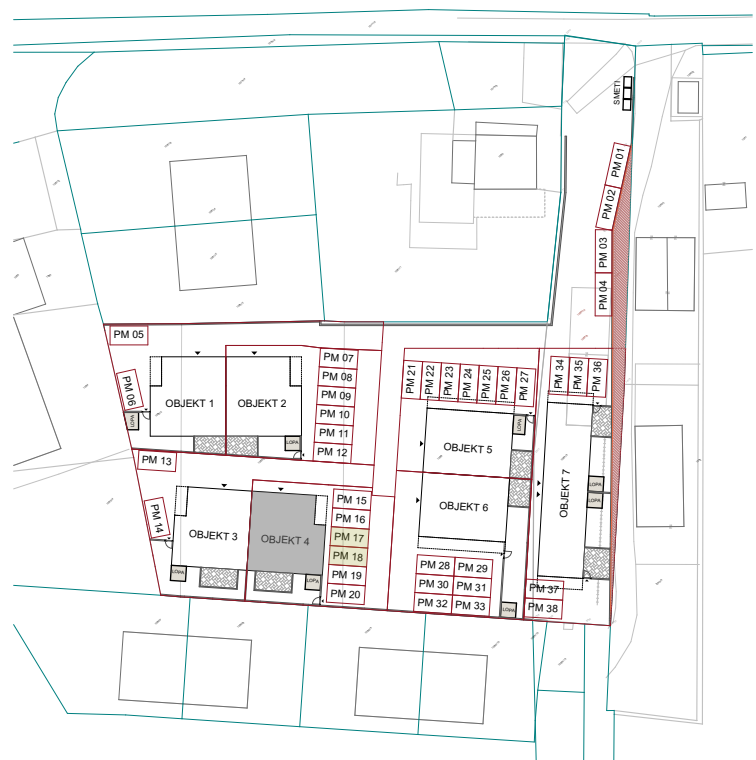 SMETI
PM 01
PM 02
PM 03
PM 04
PM 05
PM 06
LOPA
OBJEKT 1
OBJEKT 2
LOPA
PM 07
PM 08
PM 09
PM 10
PM 11
PM 12
PM 21
PM 22
PM 23
PM 24
PM 25
PM 26
PM 27
PM 34
PM 35
PM 36
OBJEKT 5
LOPA
OBJEKT 6
OBJEKT 7
LOPA
LOPA
PM 13
PM 14
OBJEKT 3
OBJEKT 4
LOPA
LOPA
PM 15
PM 16
PM 17
PM 18
PM 19
PM 20
PM 28
PM 29
PM 30
PM 31
PM 32
PM 33
LOPA
PM 37
PM 38